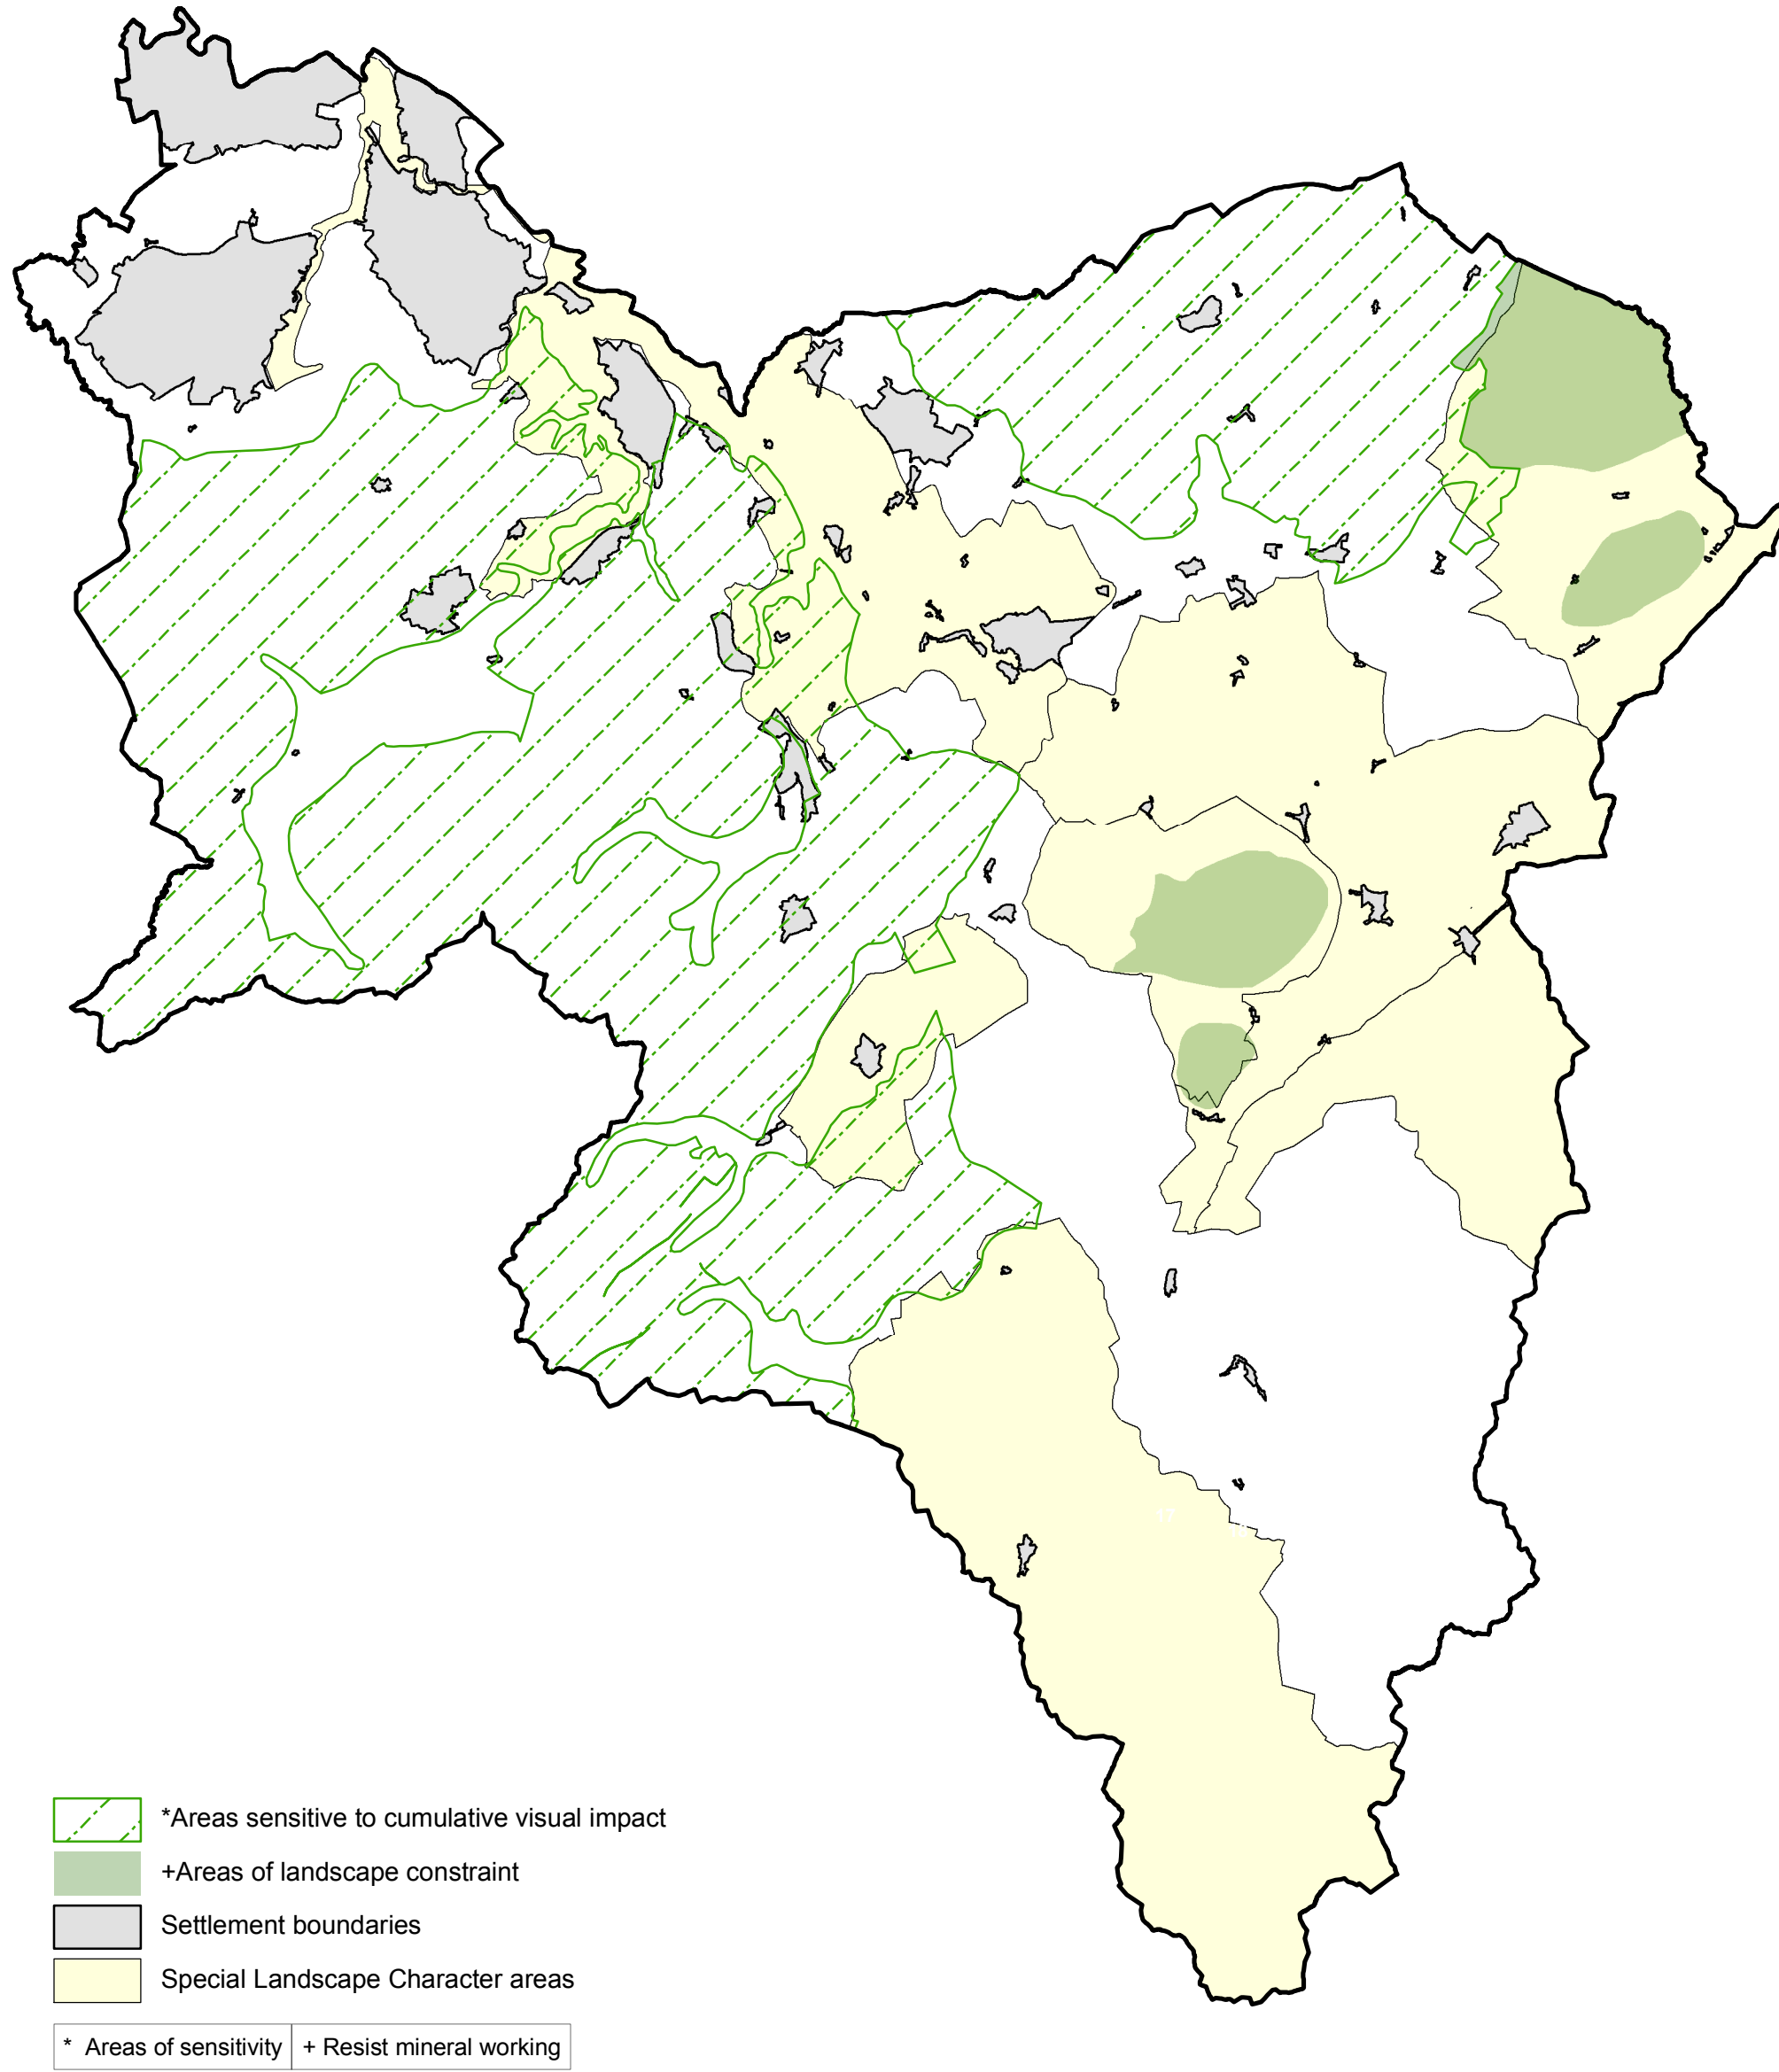 *Areas sensitive to cumulative visual impact
+Areas of landscape constraint
Settlement boundaries
Special Landscape Character areas
* Areas of sensitivity + Resist mineral working